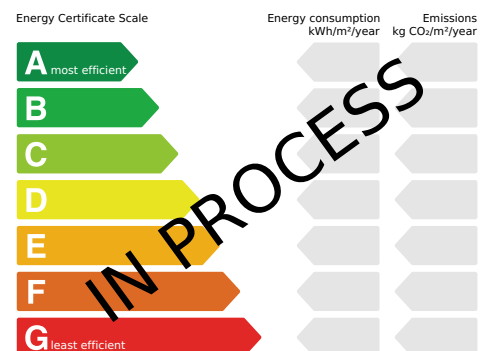 Energy Certificate Scale
Energy consumption
kWh/m²/year
Emissions
kg CO₂/m²/year
A most efficient
B
C
D
E
F
G least efficient
IN PROCESS